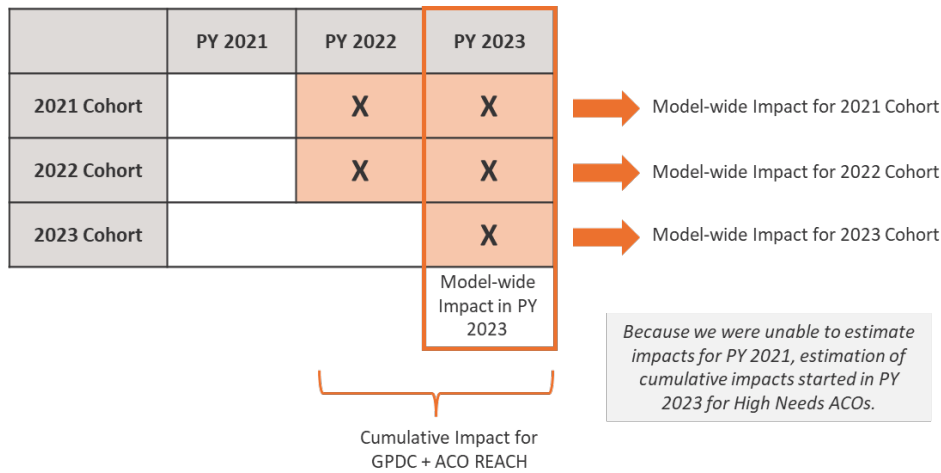 PY 2021 PY 2022 PY 2023
2021 Cohort X X Model-wide Impact for 2021 Cohort
2022 Cohort X X Model-wide Impact for 2022 Cohort
2023 Cohort X Model-wide Impact for 2023 Cohort
Model-wide
Impact in PY
2023
Because we were unable to estimate
impacts for PY 2021, estimation of
cumulative impacts started in PY
2023 for High Needs ACOs.
Cumulative Impact for
GPDC + ACO REACH